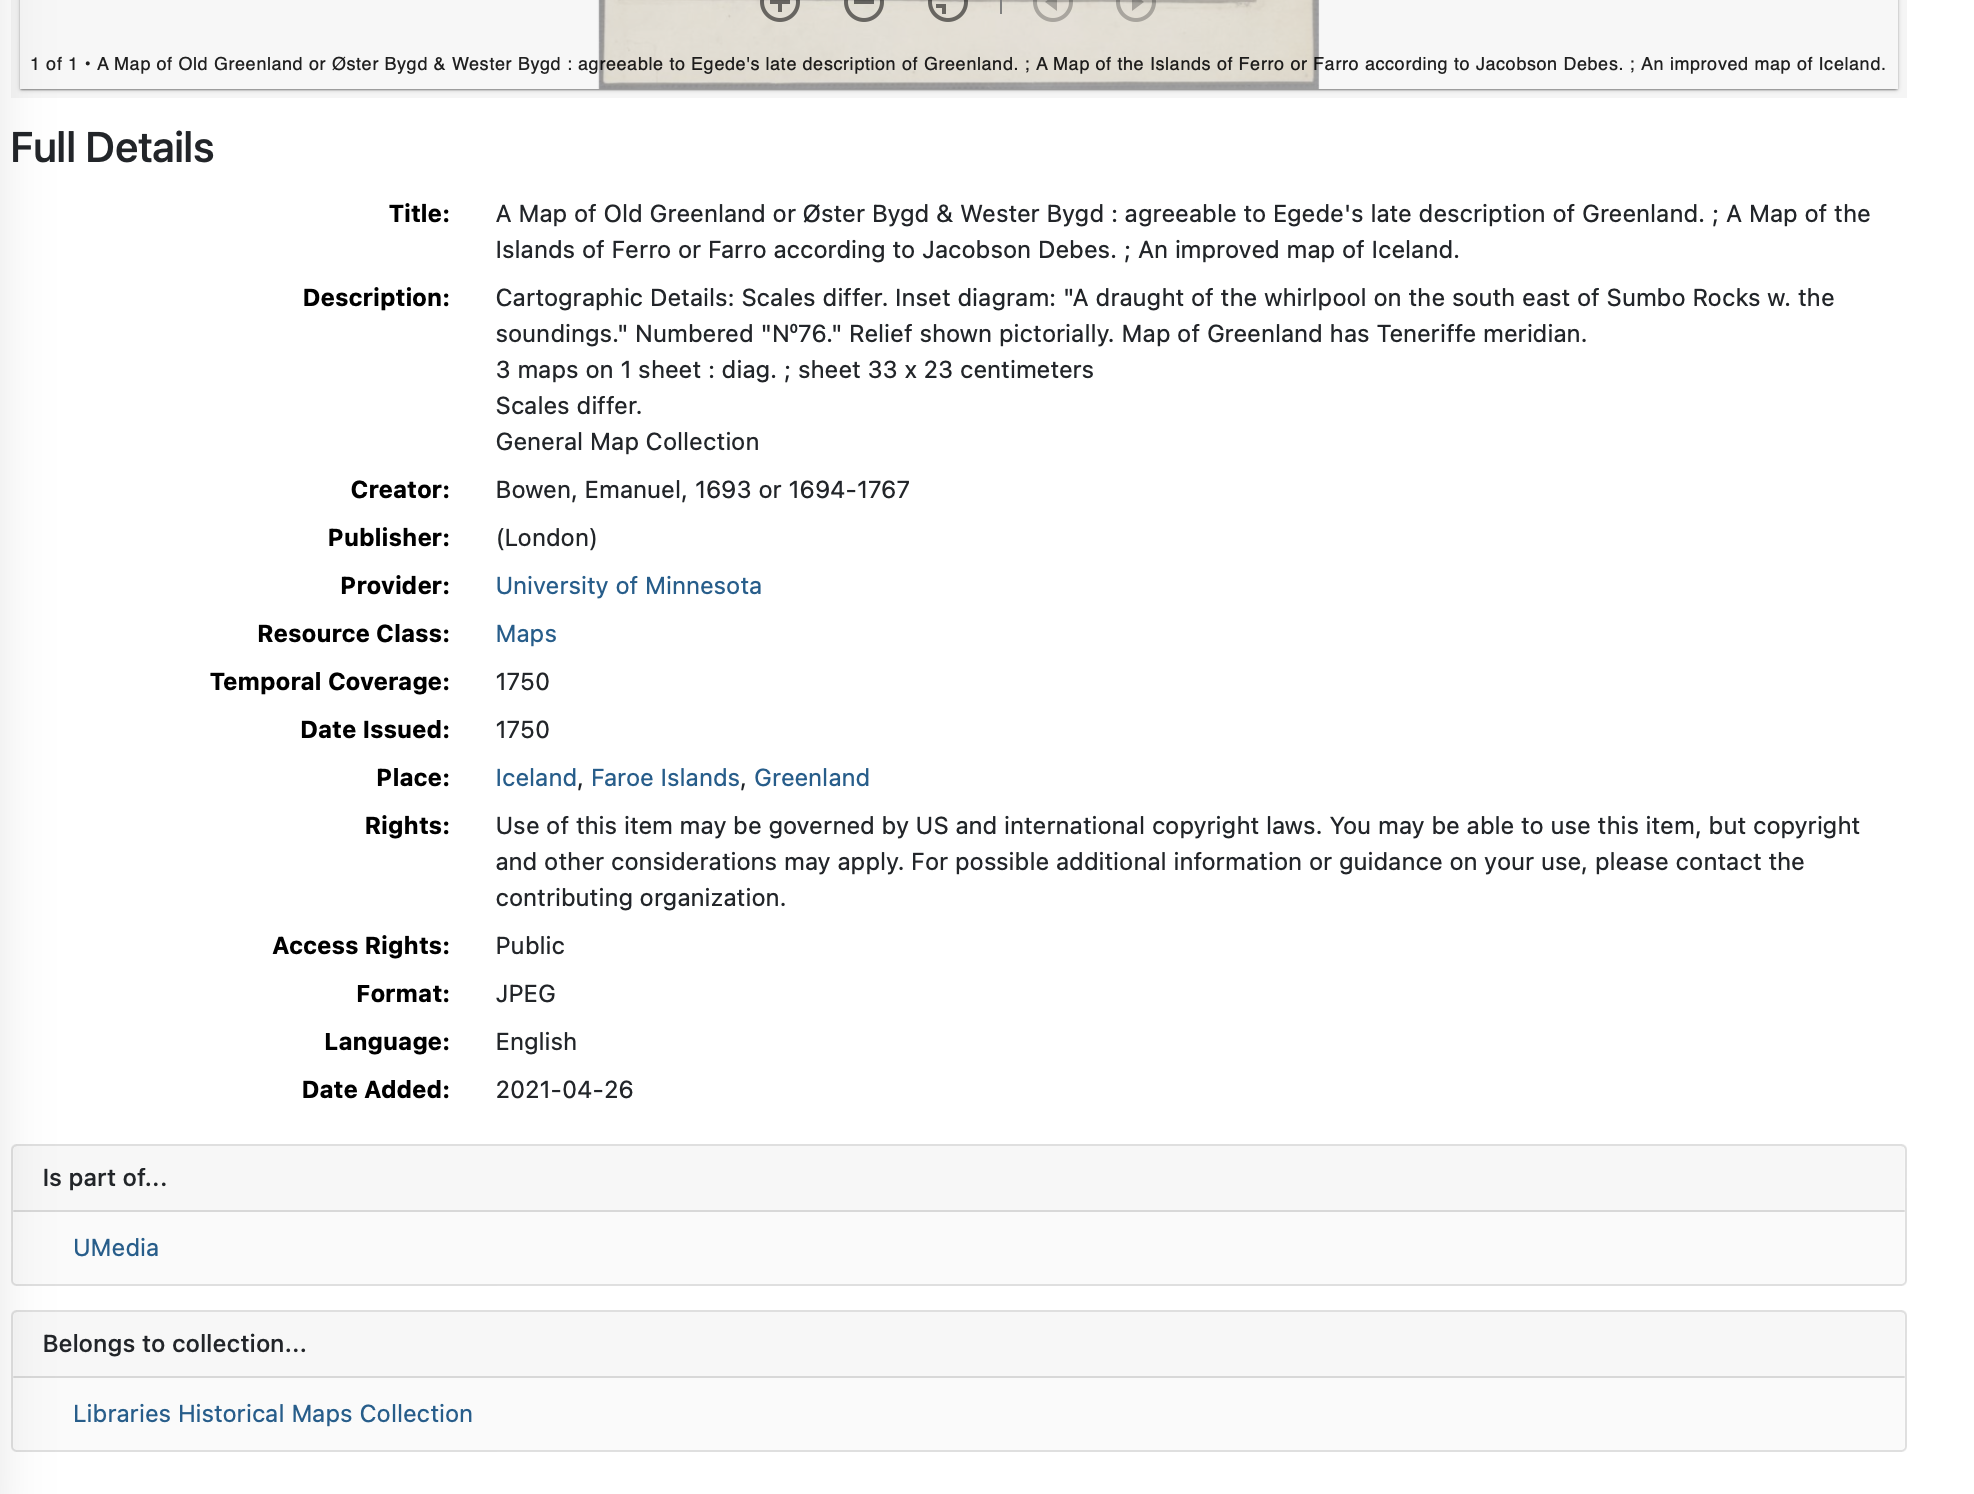 1 of 1 • A Map of Old Greenland or Øster Bygd & Wester Bygd : agreeable to Egede's late description of Greenland. ; A Map of the Islands of Ferro or Farro according to Jacobson Debes. ; An improved map of Iceland.
Full Details
Title: A Map of Old Greenland or Øster Bygd & Wester Bygd : agreeable to Egede's late description of Greenland. ; A Map of the
Islands of Ferro or Farro according to Jacobson Debes. ; An improved map of Iceland.
Description: Cartographic Details: Scales differ. Inset diagram: "A draught of the whirlpool on the south east of Sumbo Rocks w. the
soundings." Numbered "Nº76." Relief shown pictorially. Map of Greenland has Teneriffe meridian.
3 maps on 1 sheet : diag. ; sheet 33 x 23 centimeters
Scales differ.
General Map Collection
Creator: Bowen, Emanuel, 1693 or 1694-1767
Publisher: (London)
Provider: University of Minnesota
Resource Class: Maps
Temporal Coverage: 1750
Date Issued: 1750
Place: Iceland, Faroe Islands, Greenland
Rights: Use of this item may be governed by US and international copyright laws. You may be able to use this item, but copyright
and other considerations may apply. For possible additional information or guidance on your use, please contact the
contributing organization.
Access Rights: Public
Format: JPEG
Language: English
Date Added: 2021-04-26
Is part of...
UMedia
Belongs to collection...
Libraries Historical Maps Collection